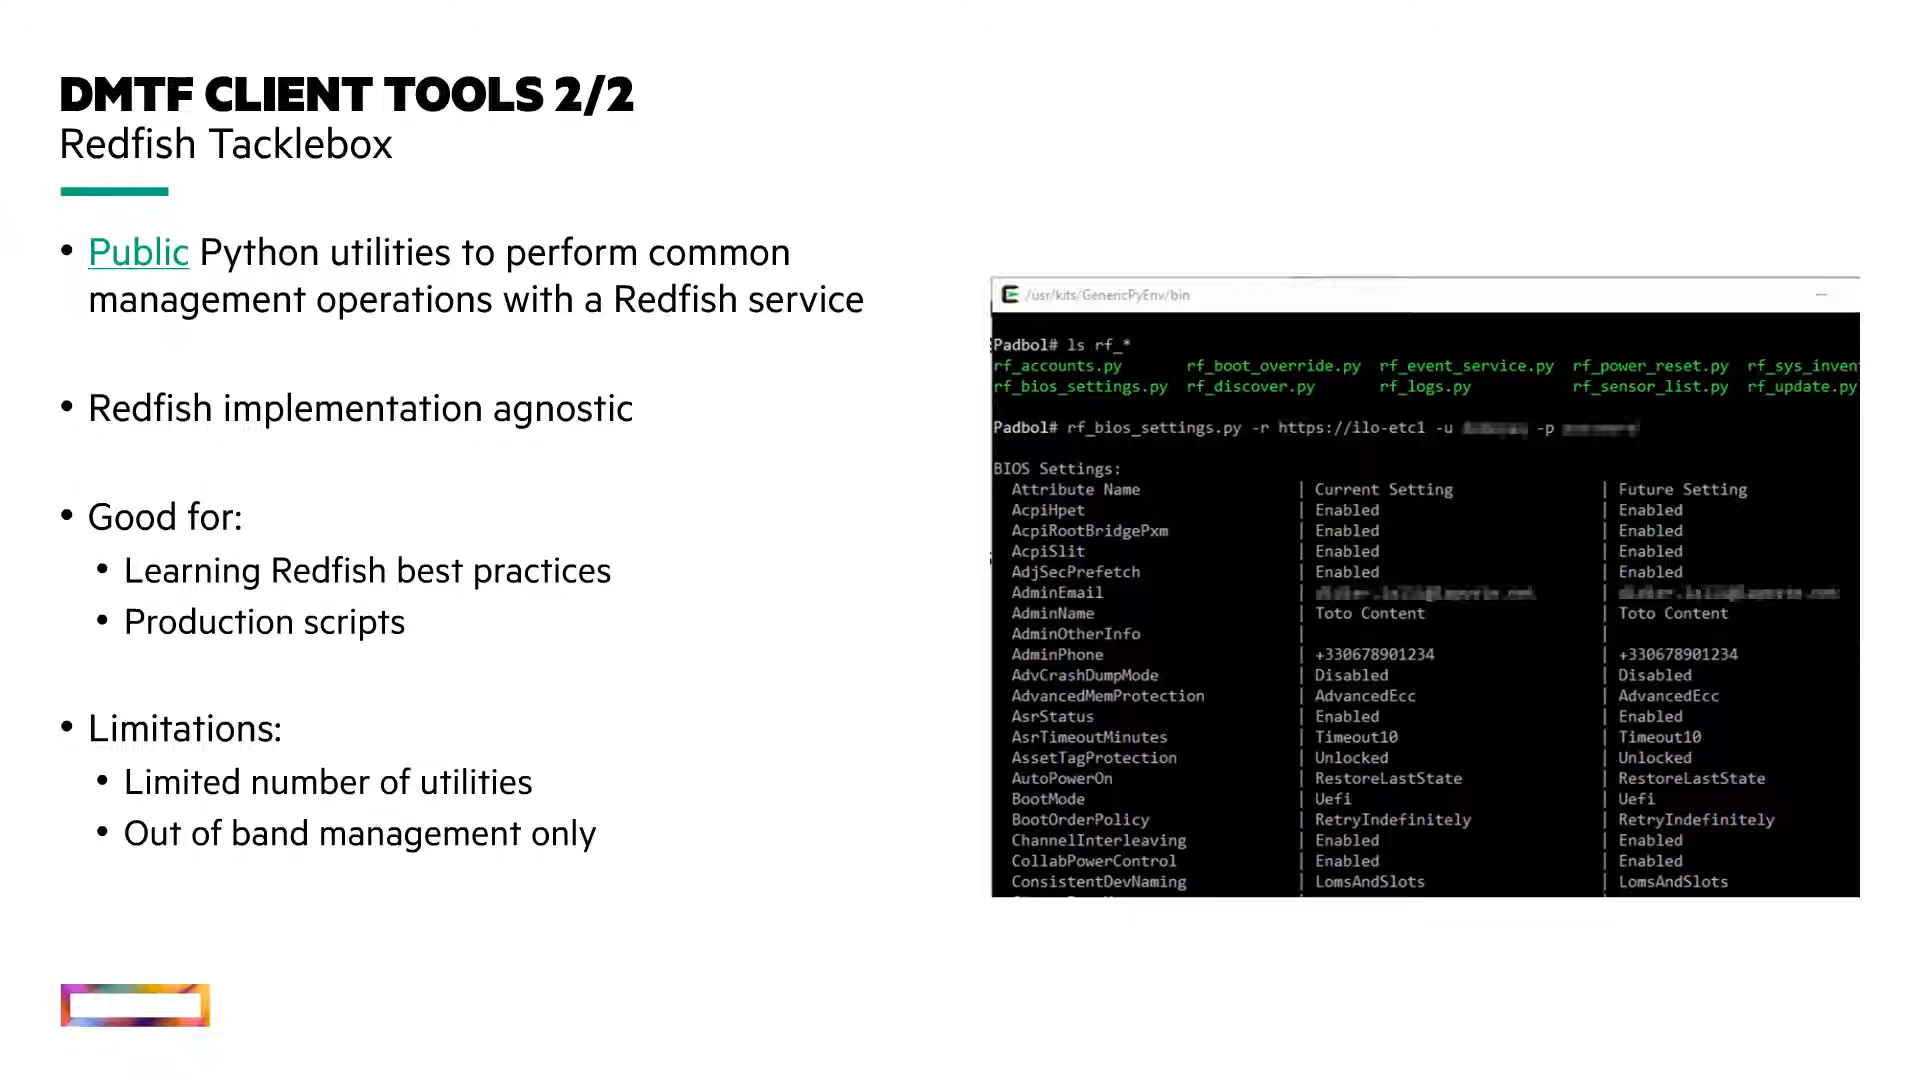 DMTF CLIENT TOOLS 2/2
Redfish Tacklebox
• Public Python utilities to perform common
management operations with a Redfish service
• Redfish implementation agnostic
• Good for:
• Learning Redfish best practices
• Production scripts
• Limitations:
• Limited number of utilities
• Out of band management only
/usr/kits/GenericPyEnv/bin
Padbol# ls rf_*
rf_accounts.py rf_boot_override.py rf_event_service.py rf_power_reset.py rf_sys_inven
rf_bios_settings.py rf_discover.py rf_logs.py rf_sensor_list.py rf_update.py
Padbol# rf_bios_settings.py -r https://ilo-etc1 -u -p
BIOS Settings:
Attribute Name | Current Setting | Future Setting
AcpiHpet | Enabled | Enabled
AcpiRootBridgePxm | Enabled | Enabled
AcpiSlit | Enabled | Enabled
AdjSecPrefetch | Enabled | Enabled
AdminEmail
AdminName | Toto Content | Toto Content
AdminOtherInfo | |
AdminPhone | +330678901234 | +330678901234
AdvCrashDumpMode | Disabled | Disabled
AdvancedMemProtection | AdvancedEcc | AdvancedEcc
AsrStatus | Enabled | Enabled
AsrTimeoutMinutes | Timeout10 | Timeout10
AssetTagProtection | Unlocked | Unlocked
AutoPowerOn | RestoreLastState | RestoreLastState
BootMode | Uefi | Uefi
BootOrderPolicy | RetryIndefinitely | RetryIndefinitely
ChannelInterleaving | Enabled | Enabled
CollabPowerControl | Enabled | Enabled
ConsistentDevNaming | LomsAndSlots | LomsAndSlots